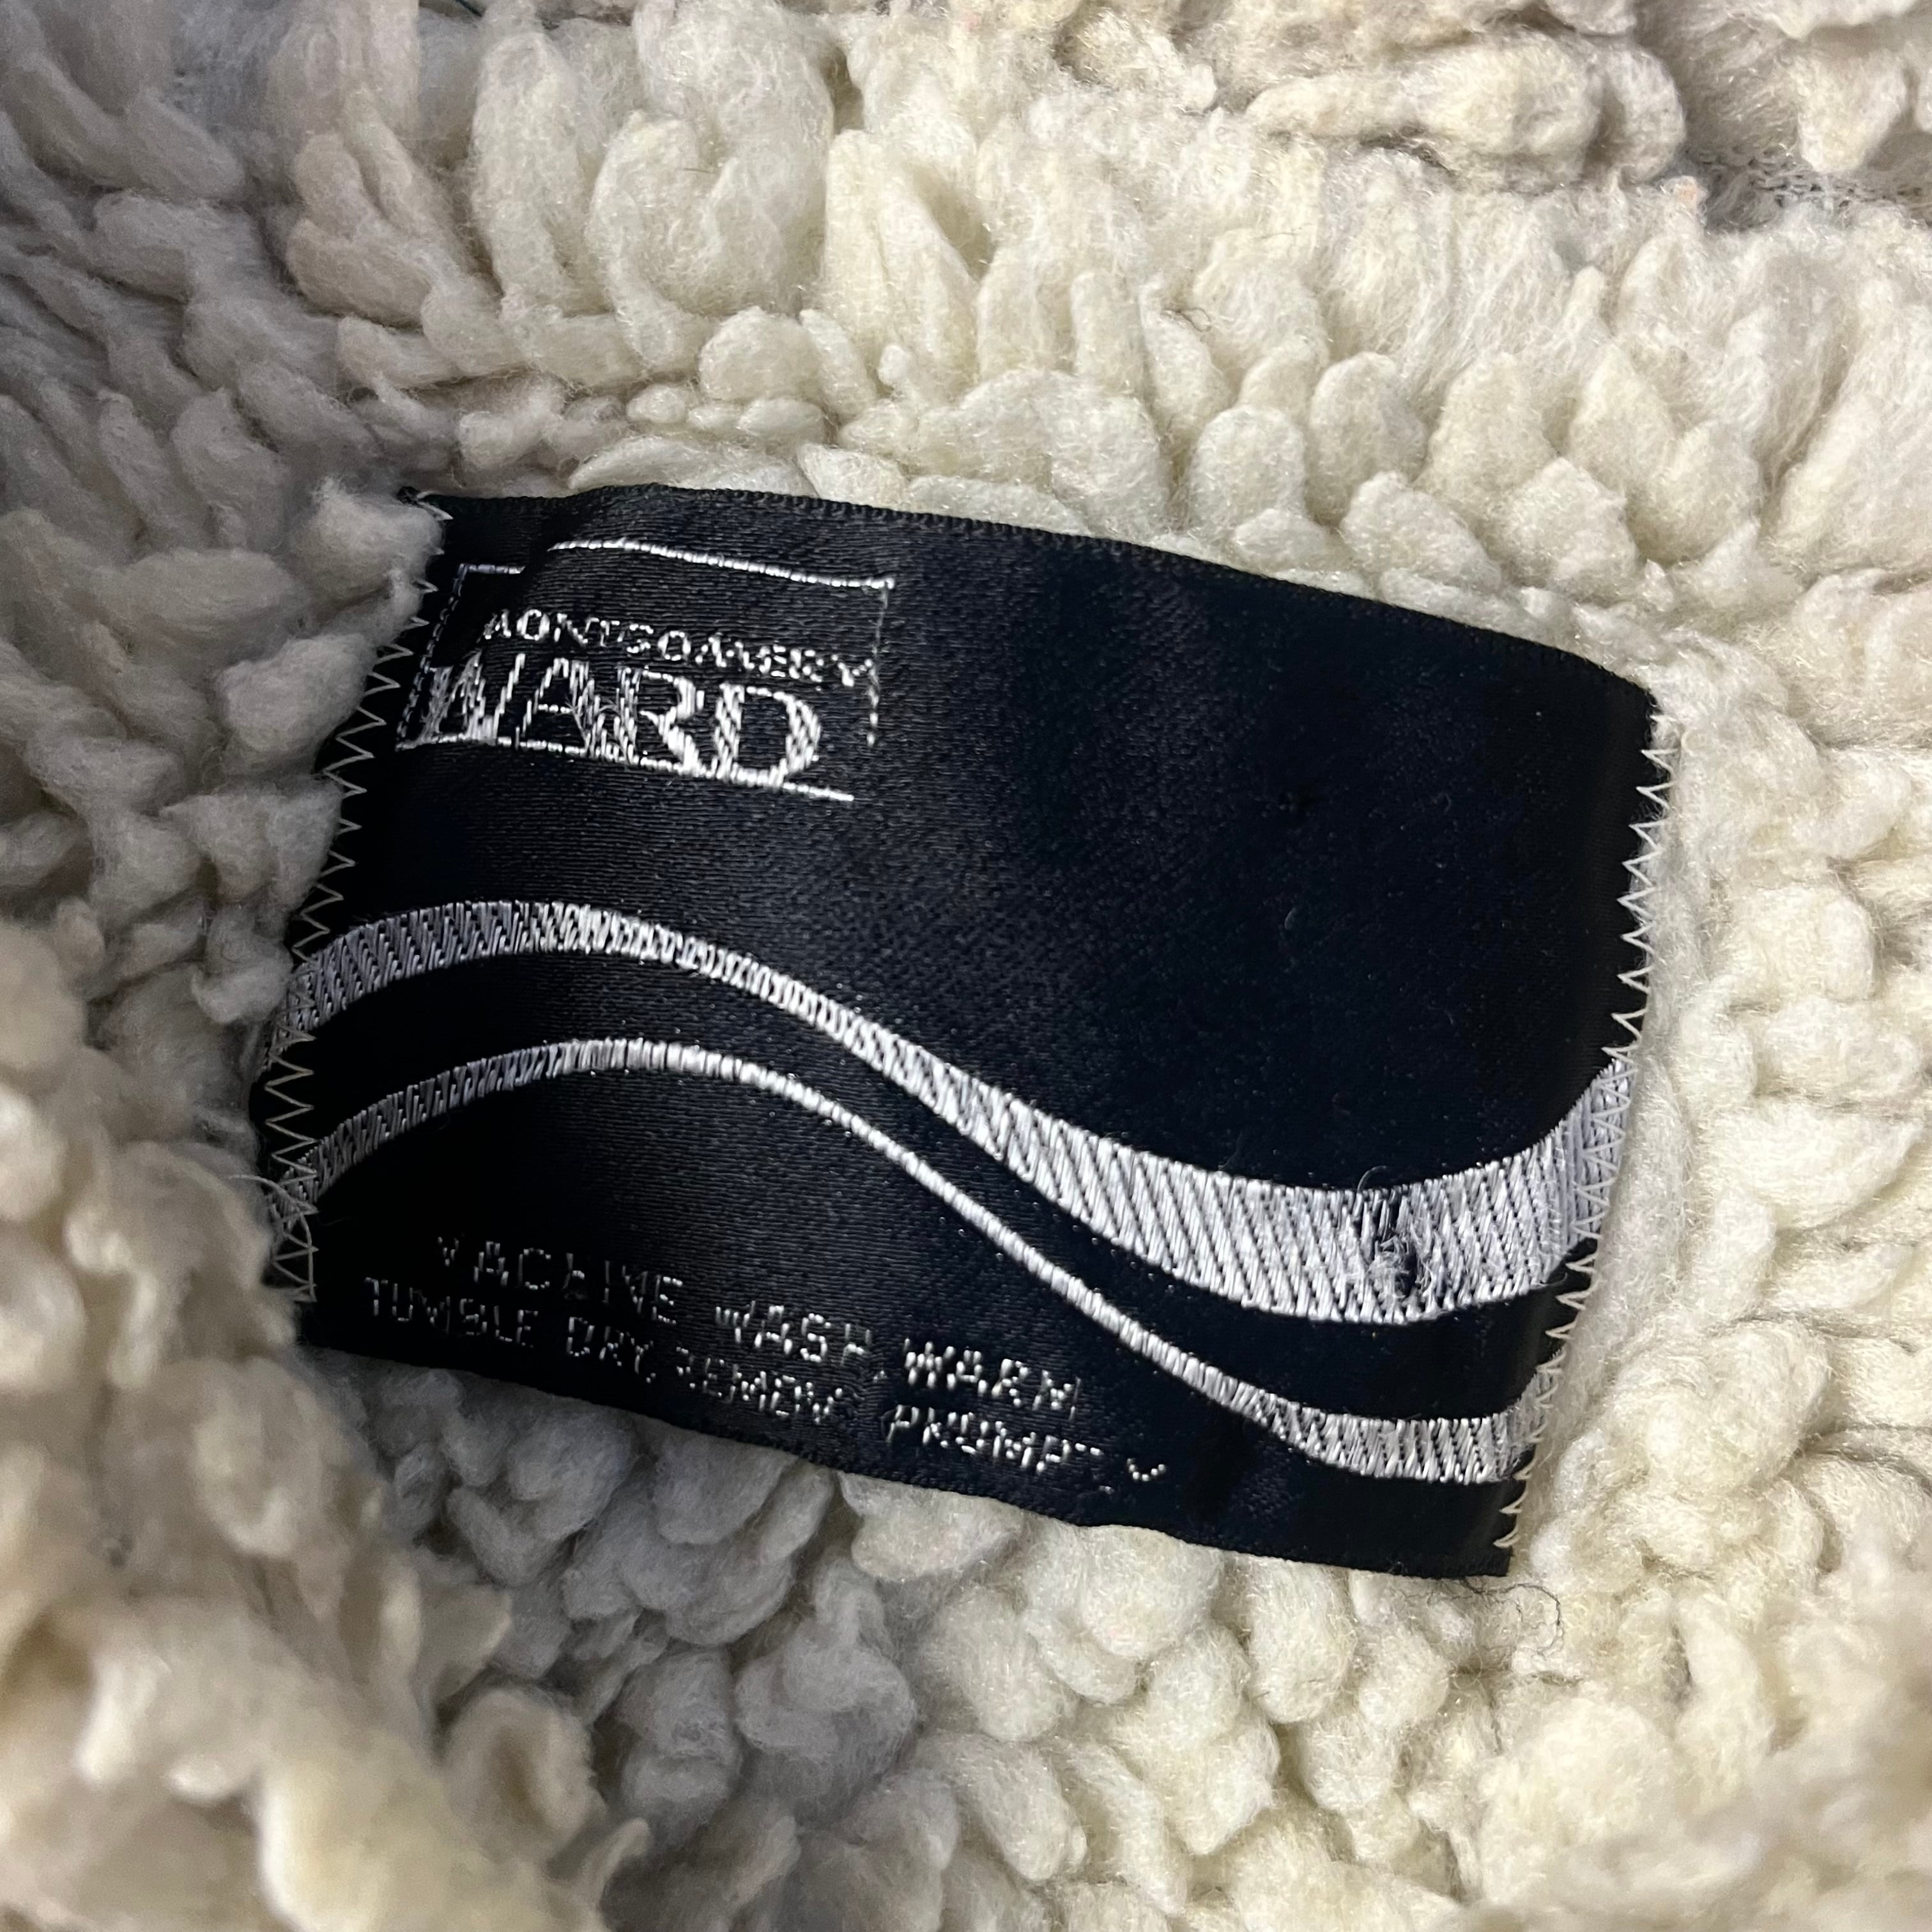 MONTGOMERY
WARD
MACHINE WASH, WARM
TUMBLE DRY, REMOVE PROMPTLY